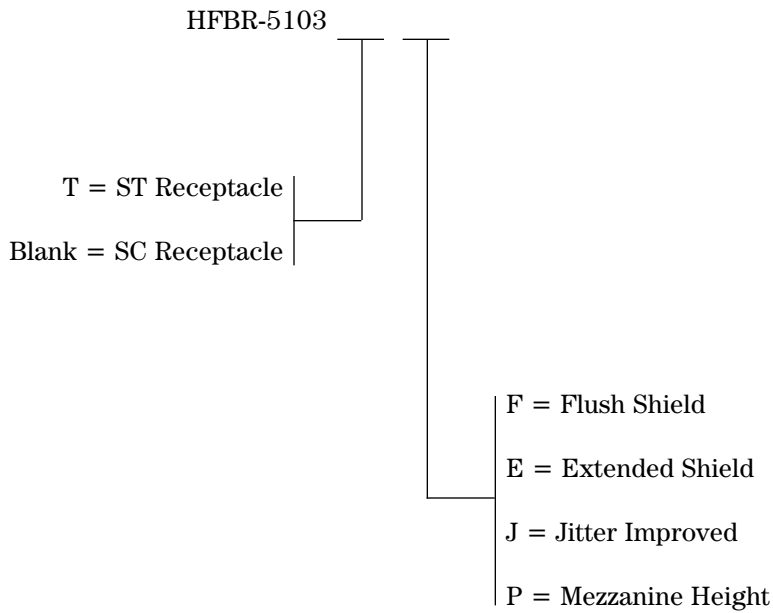 HFBR-5103
T = ST Receptacle
Blank = SC Receptacle
F = Flush Shield
E = Extended Shield
J = Jitter Improved
P = Mezzanine Height